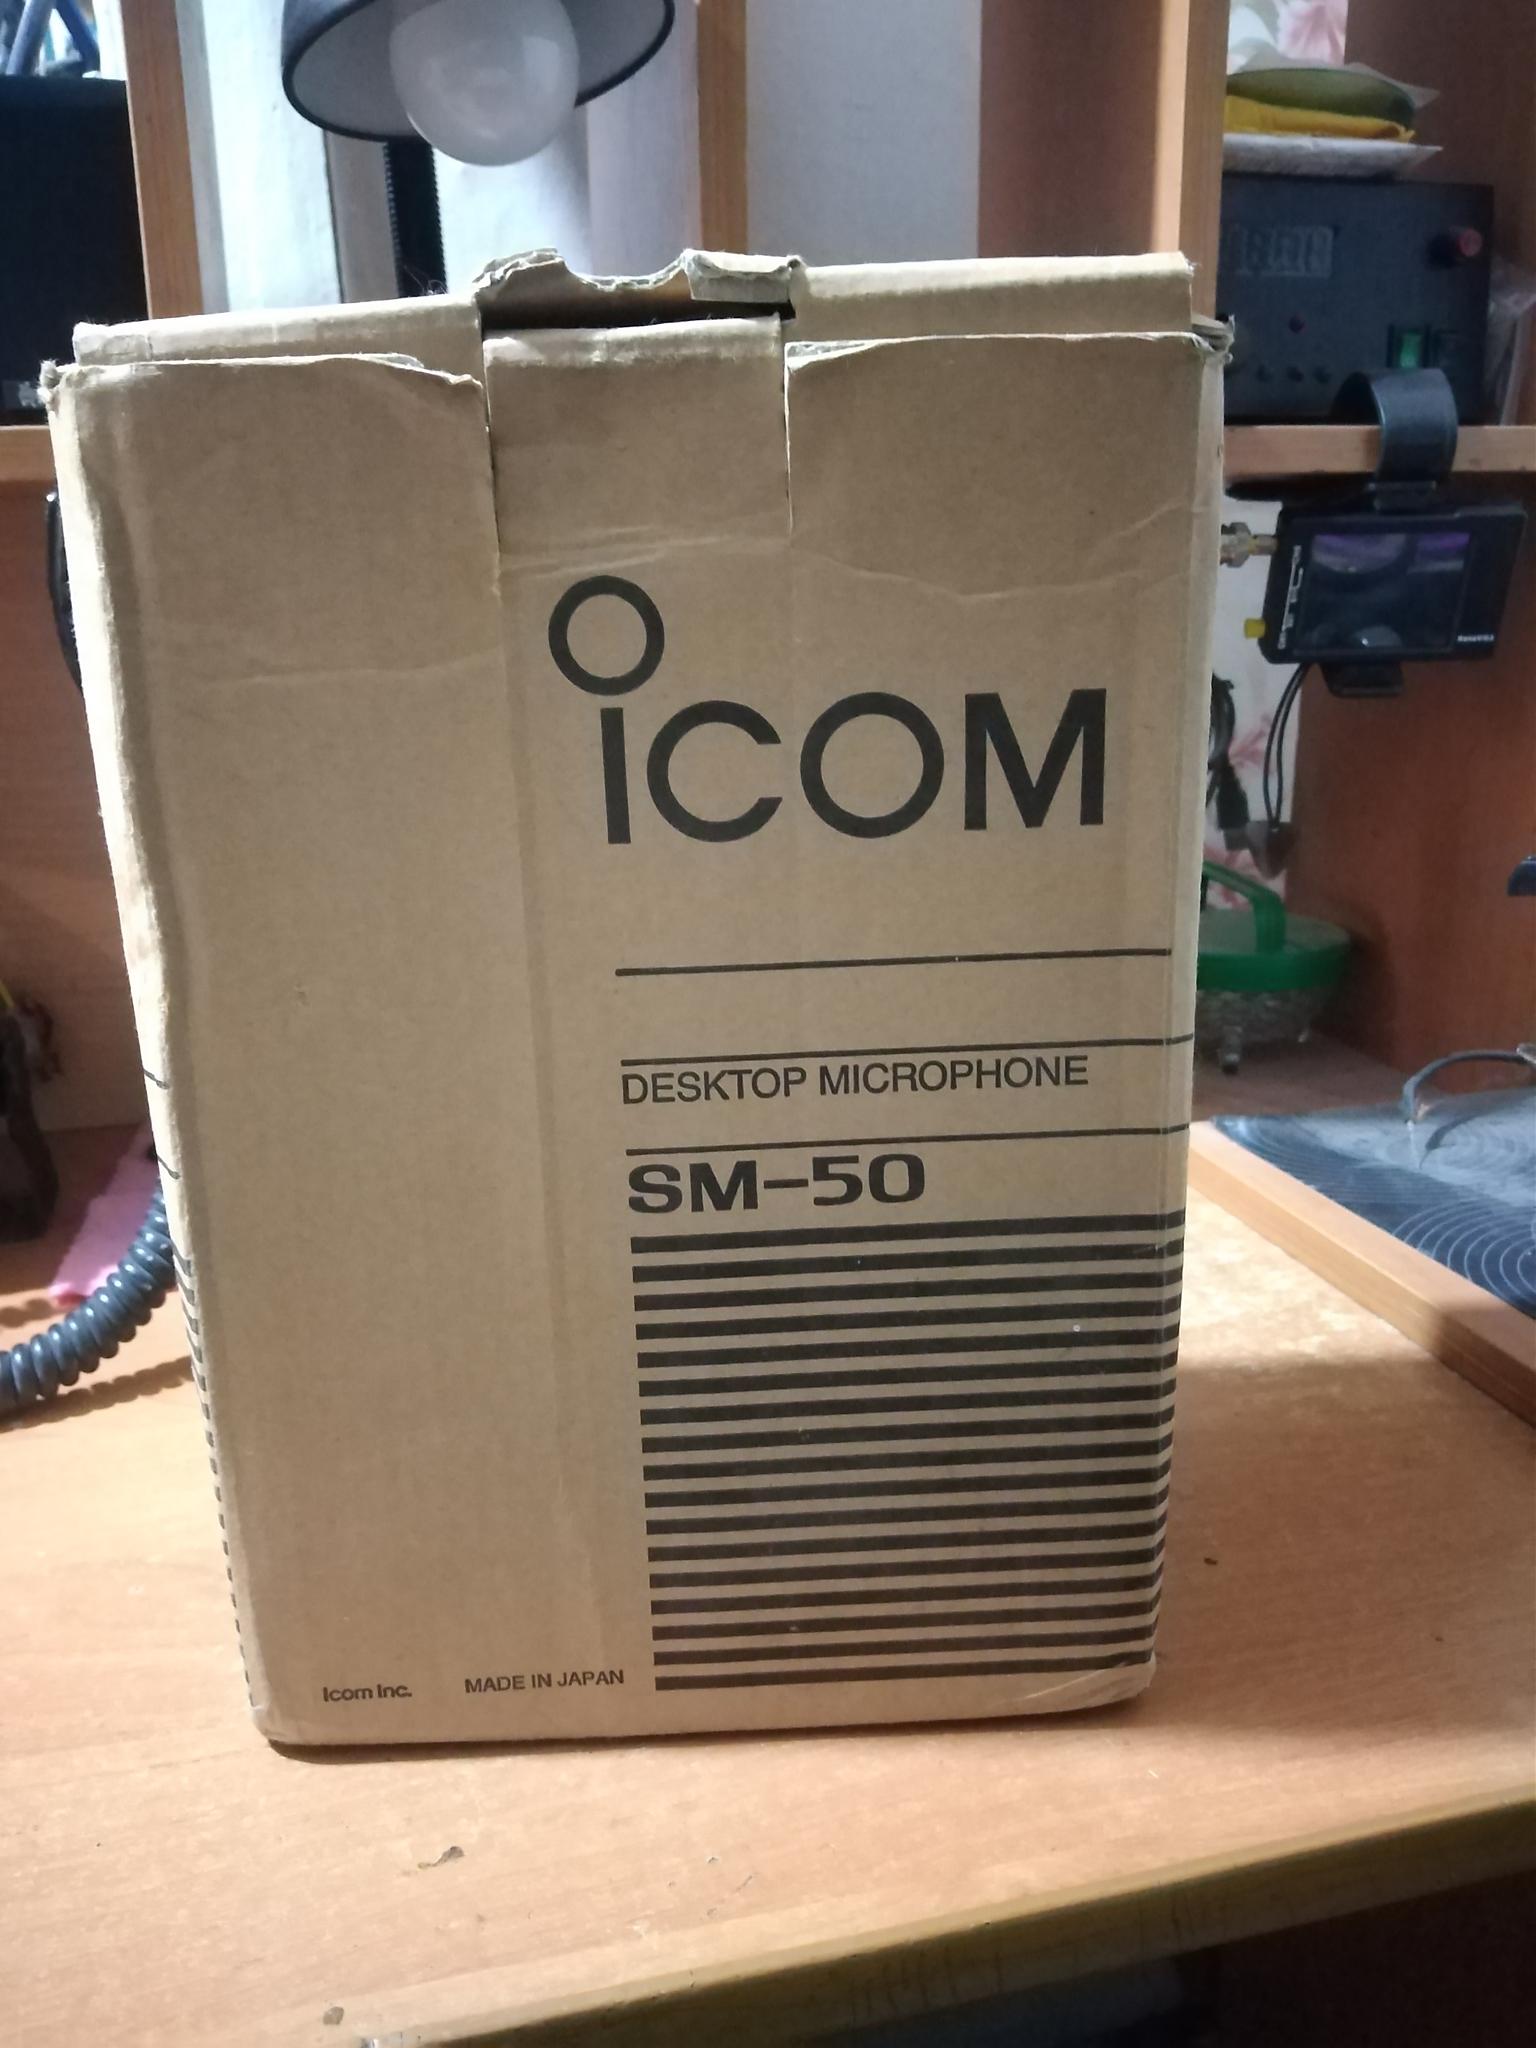 ICOM
DESKTOP MICROPHONE
SM-50
Icom Inc. MADE IN JAPAN